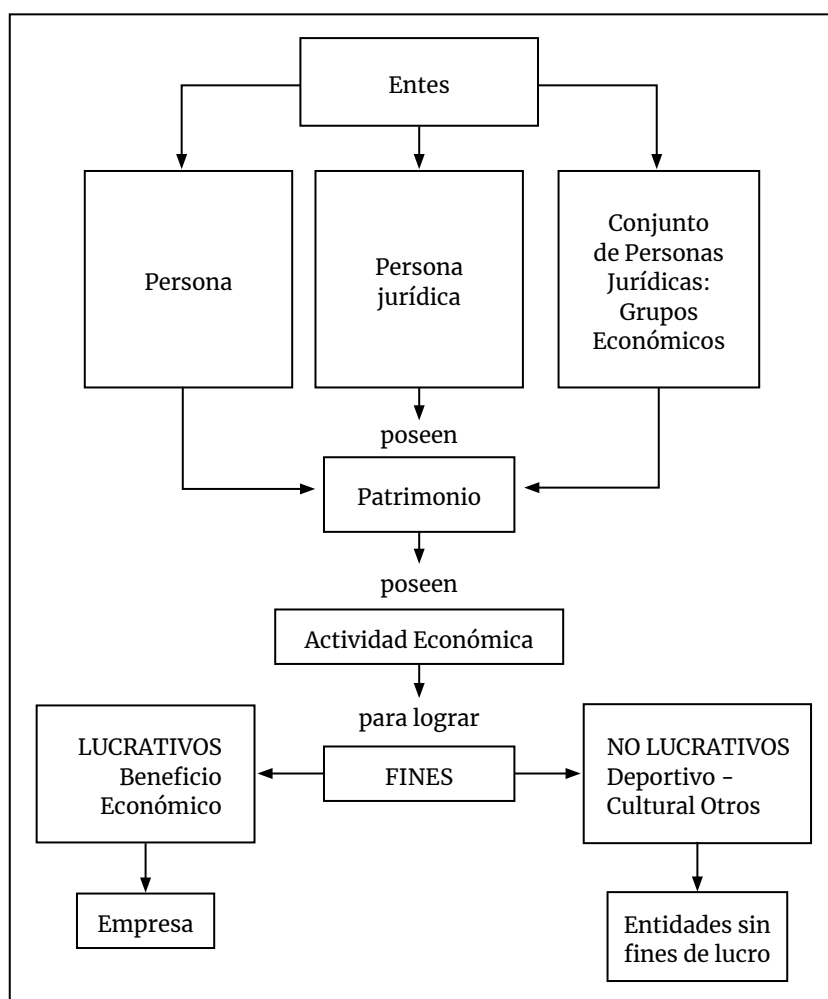 Entes
Persona
Persona
jurídica
Conjunto
de Personas
Jurídicas:
Grupos
Económicos
poseen
Patrimonio
poseen
Actividad Económica
para lograr
LUCRATIVOS
Beneficio
Económico
FINES
NO LUCRATIVOS
Deportivo -
Cultural Otros
Empresa
Entidades sin
fines de lucro